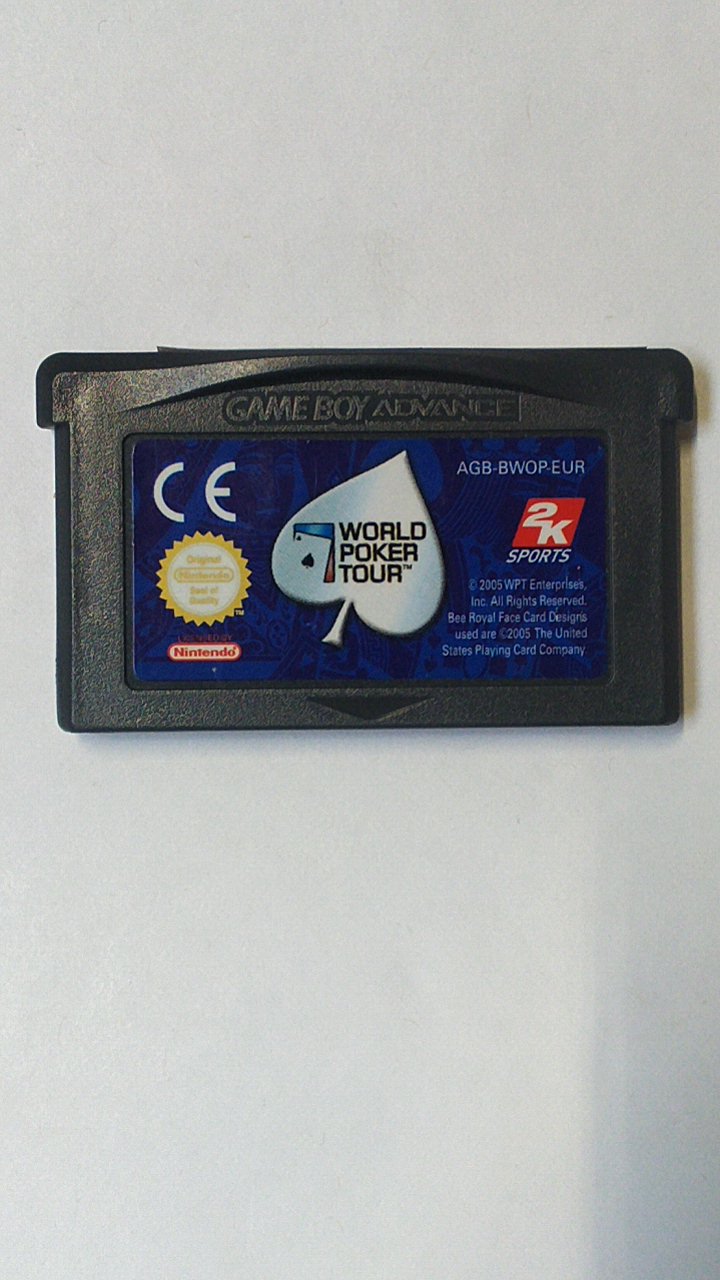 GAME BOY ADVANCE
CE
AGB-BWOP-EUR
2K
SPORTS
WORLD
POKER
TOUR™
Original
Nintendo
Seal of
Quality
TM
LICENSED BY
Nintendo
© 2005 WPT Enterprises,
Inc. All Rights Reserved.
Bee Royal Face Card Designs
used are ©2005 The United
States Playing Card Company.